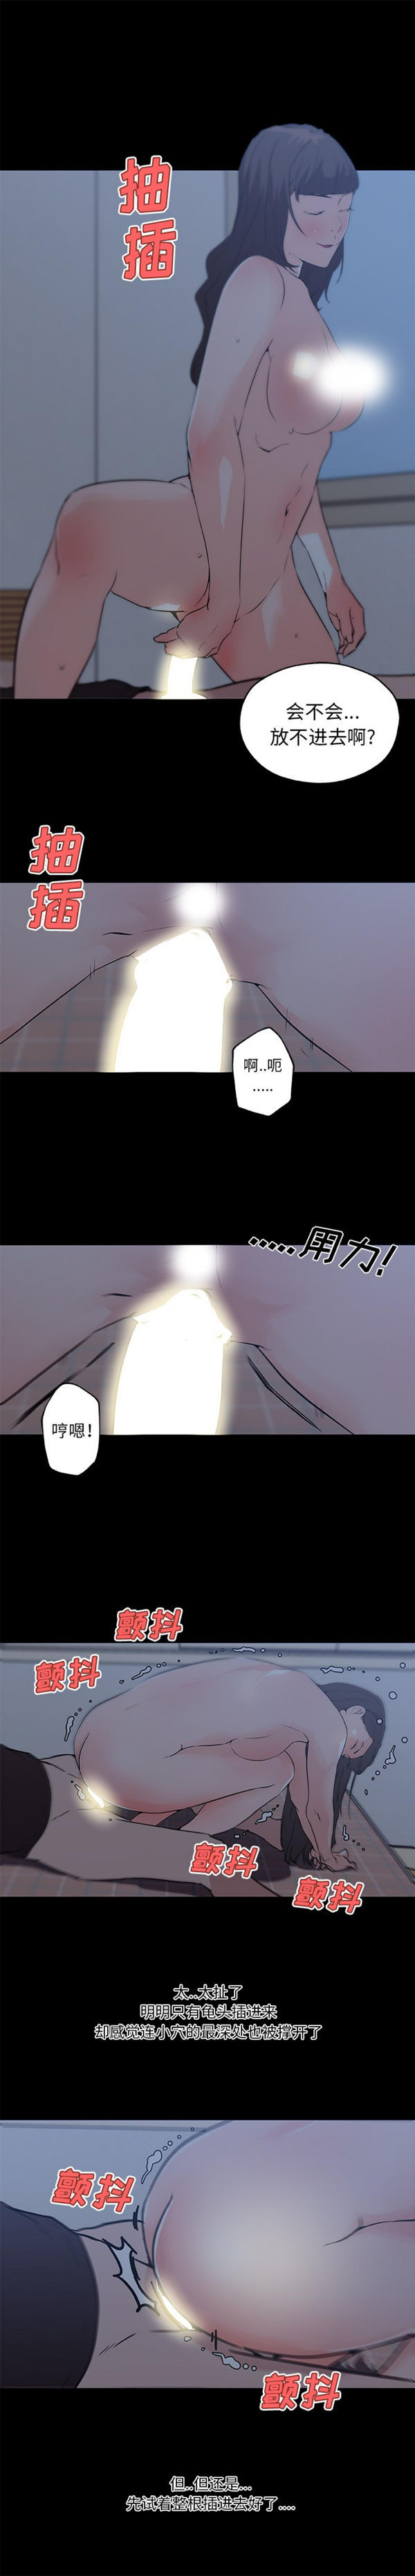 抽
插
会不会...
放不进去啊?
抽
插
啊..呃
.....
.....用力!
哼嗯!
颤抖
颤抖
颤抖
颤抖
太..太扯了
明明只有龟头插进来
却感觉连小穴的最深处也被撑开了
颤抖
颤抖
但..但还是...
先试着整根插进去好了....